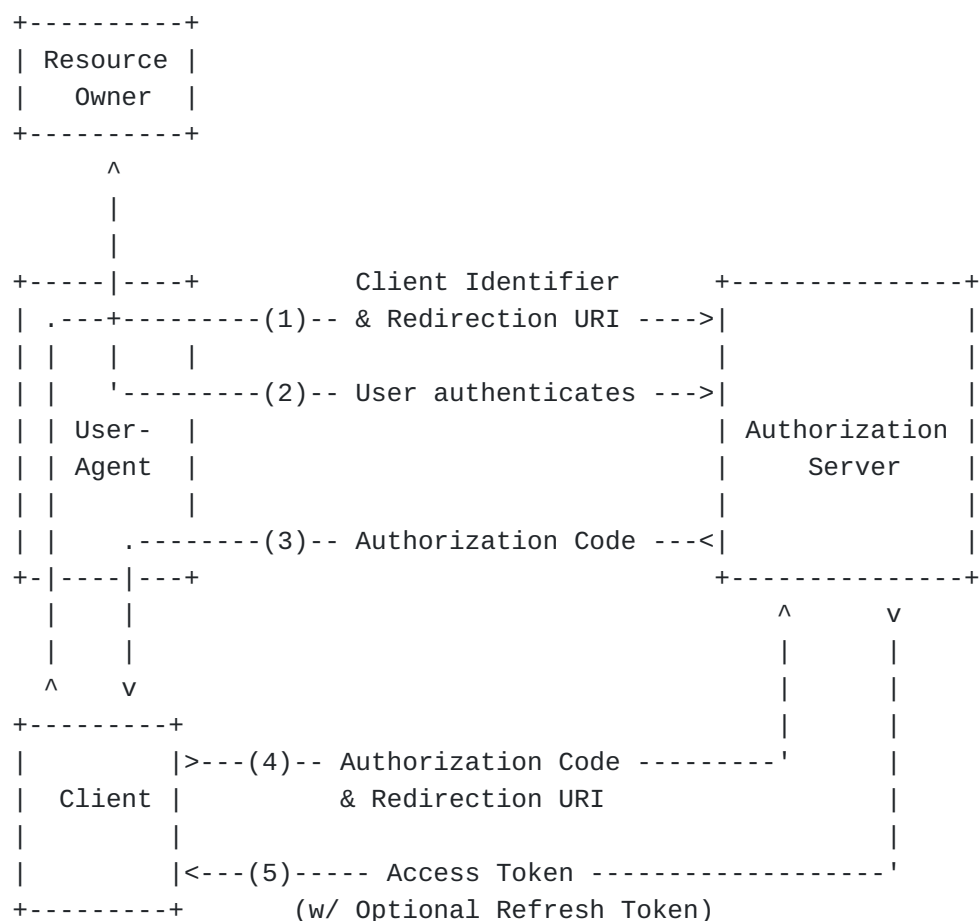 +----------+
| Resource |
|   Owner  |
+----------+
      ^
      |
      |
+-----|----+          Client Identifier      +---------------+
| .---+---------(1)-- & Redirection URI ---->|               |
| |   |    |                                 |               |
| |   '---------(2)-- User authenticates --->|               |
| | User-  |                                 | Authorization |
| | Agent  |                                 |     Server    |
| |        |                                 |               |
| |    .--------(3)-- Authorization Code ---<|               |
+-|----|---+                                 +---------------+
  |    |                                         ^      v
  |    |                                         |      |
  ^    v                                         |      |
+---------+                                      |      |
|         |>---(4)-- Authorization Code ---------'      |
|  Client |          & Redirection URI                  |
|         |                                             |
|         |<---(5)----- Access Token -------------------'
+---------+       (w/ Optional Refresh Token)